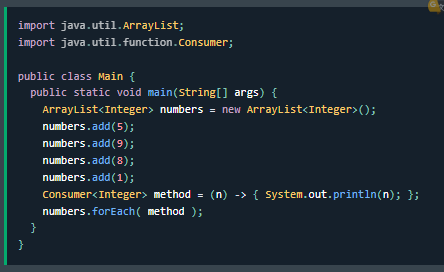 import java.util.ArrayList;
import java.util.function.Consumer;

public class Main {
  public static void main(String[] args) {
    ArrayList<Integer> numbers = new ArrayList<Integer>();
    numbers.add(5);
    numbers.add(9);
    numbers.add(8);
    numbers.add(1);
    Consumer<Integer> method = (n) -> { System.out.println(n); };
    numbers.forEach( method );
  }
}